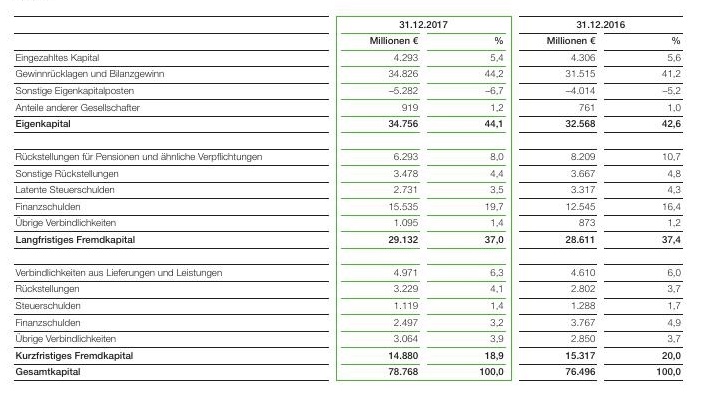 31.12.2017 31.12.2016
Millionen € % Millionen € %
Eingezahltes Kapital 4.293 5,4 4.306 5,6
Gewinnrücklagen und Bilanzgewinn 34.826 44,2 31.515 41,2
Sonstige Eigenkapitalposten –5.282 –6,7 –4.014 –5,2
Anteile anderer Gesellschafter 919 1,2 761 1,0
Eigenkapital 34.756 44,1 32.568 42,6
Rückstellungen für Pensionen und ähnliche Verpflichtungen 6.293 8,0 8.209 10,7
Sonstige Rückstellungen 3.478 4,4 3.667 4,8
Latente Steuerschulden 2.731 3,5 3.317 4,3
Finanzschulden 15.535 19,7 12.545 16,4
Übrige Verbindlichkeiten 1.095 1,4 873 1,2
Langfristiges Fremdkapital 29.132 37,0 28.611 37,4
Verbindlichkeiten aus Lieferungen und Leistungen 4.971 6,3 4.610 6,0
Rückstellungen 3.229 4,1 2.802 3,7
Steuerschulden 1.119 1,4 1.288 1,7
Finanzschulden 2.497 3,2 3.767 4,9
Übrige Verbindlichkeiten 3.064 3,9 2.850 3,7
Kurzfristiges Fremdkapital 14.880 18,9 15.317 20,0
Gesamtkapital 78.768 100,0 76.496 100,0